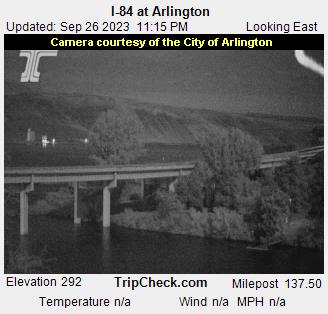 I-84 at Arlington
Updated: Sep 26 2023 11:15 PM Looking East
Camera courtesy of the City of Arlington
Elevation 292 TripCheck.com Milepost 137.50
Temperature n/a Wind n/a MPH n/a